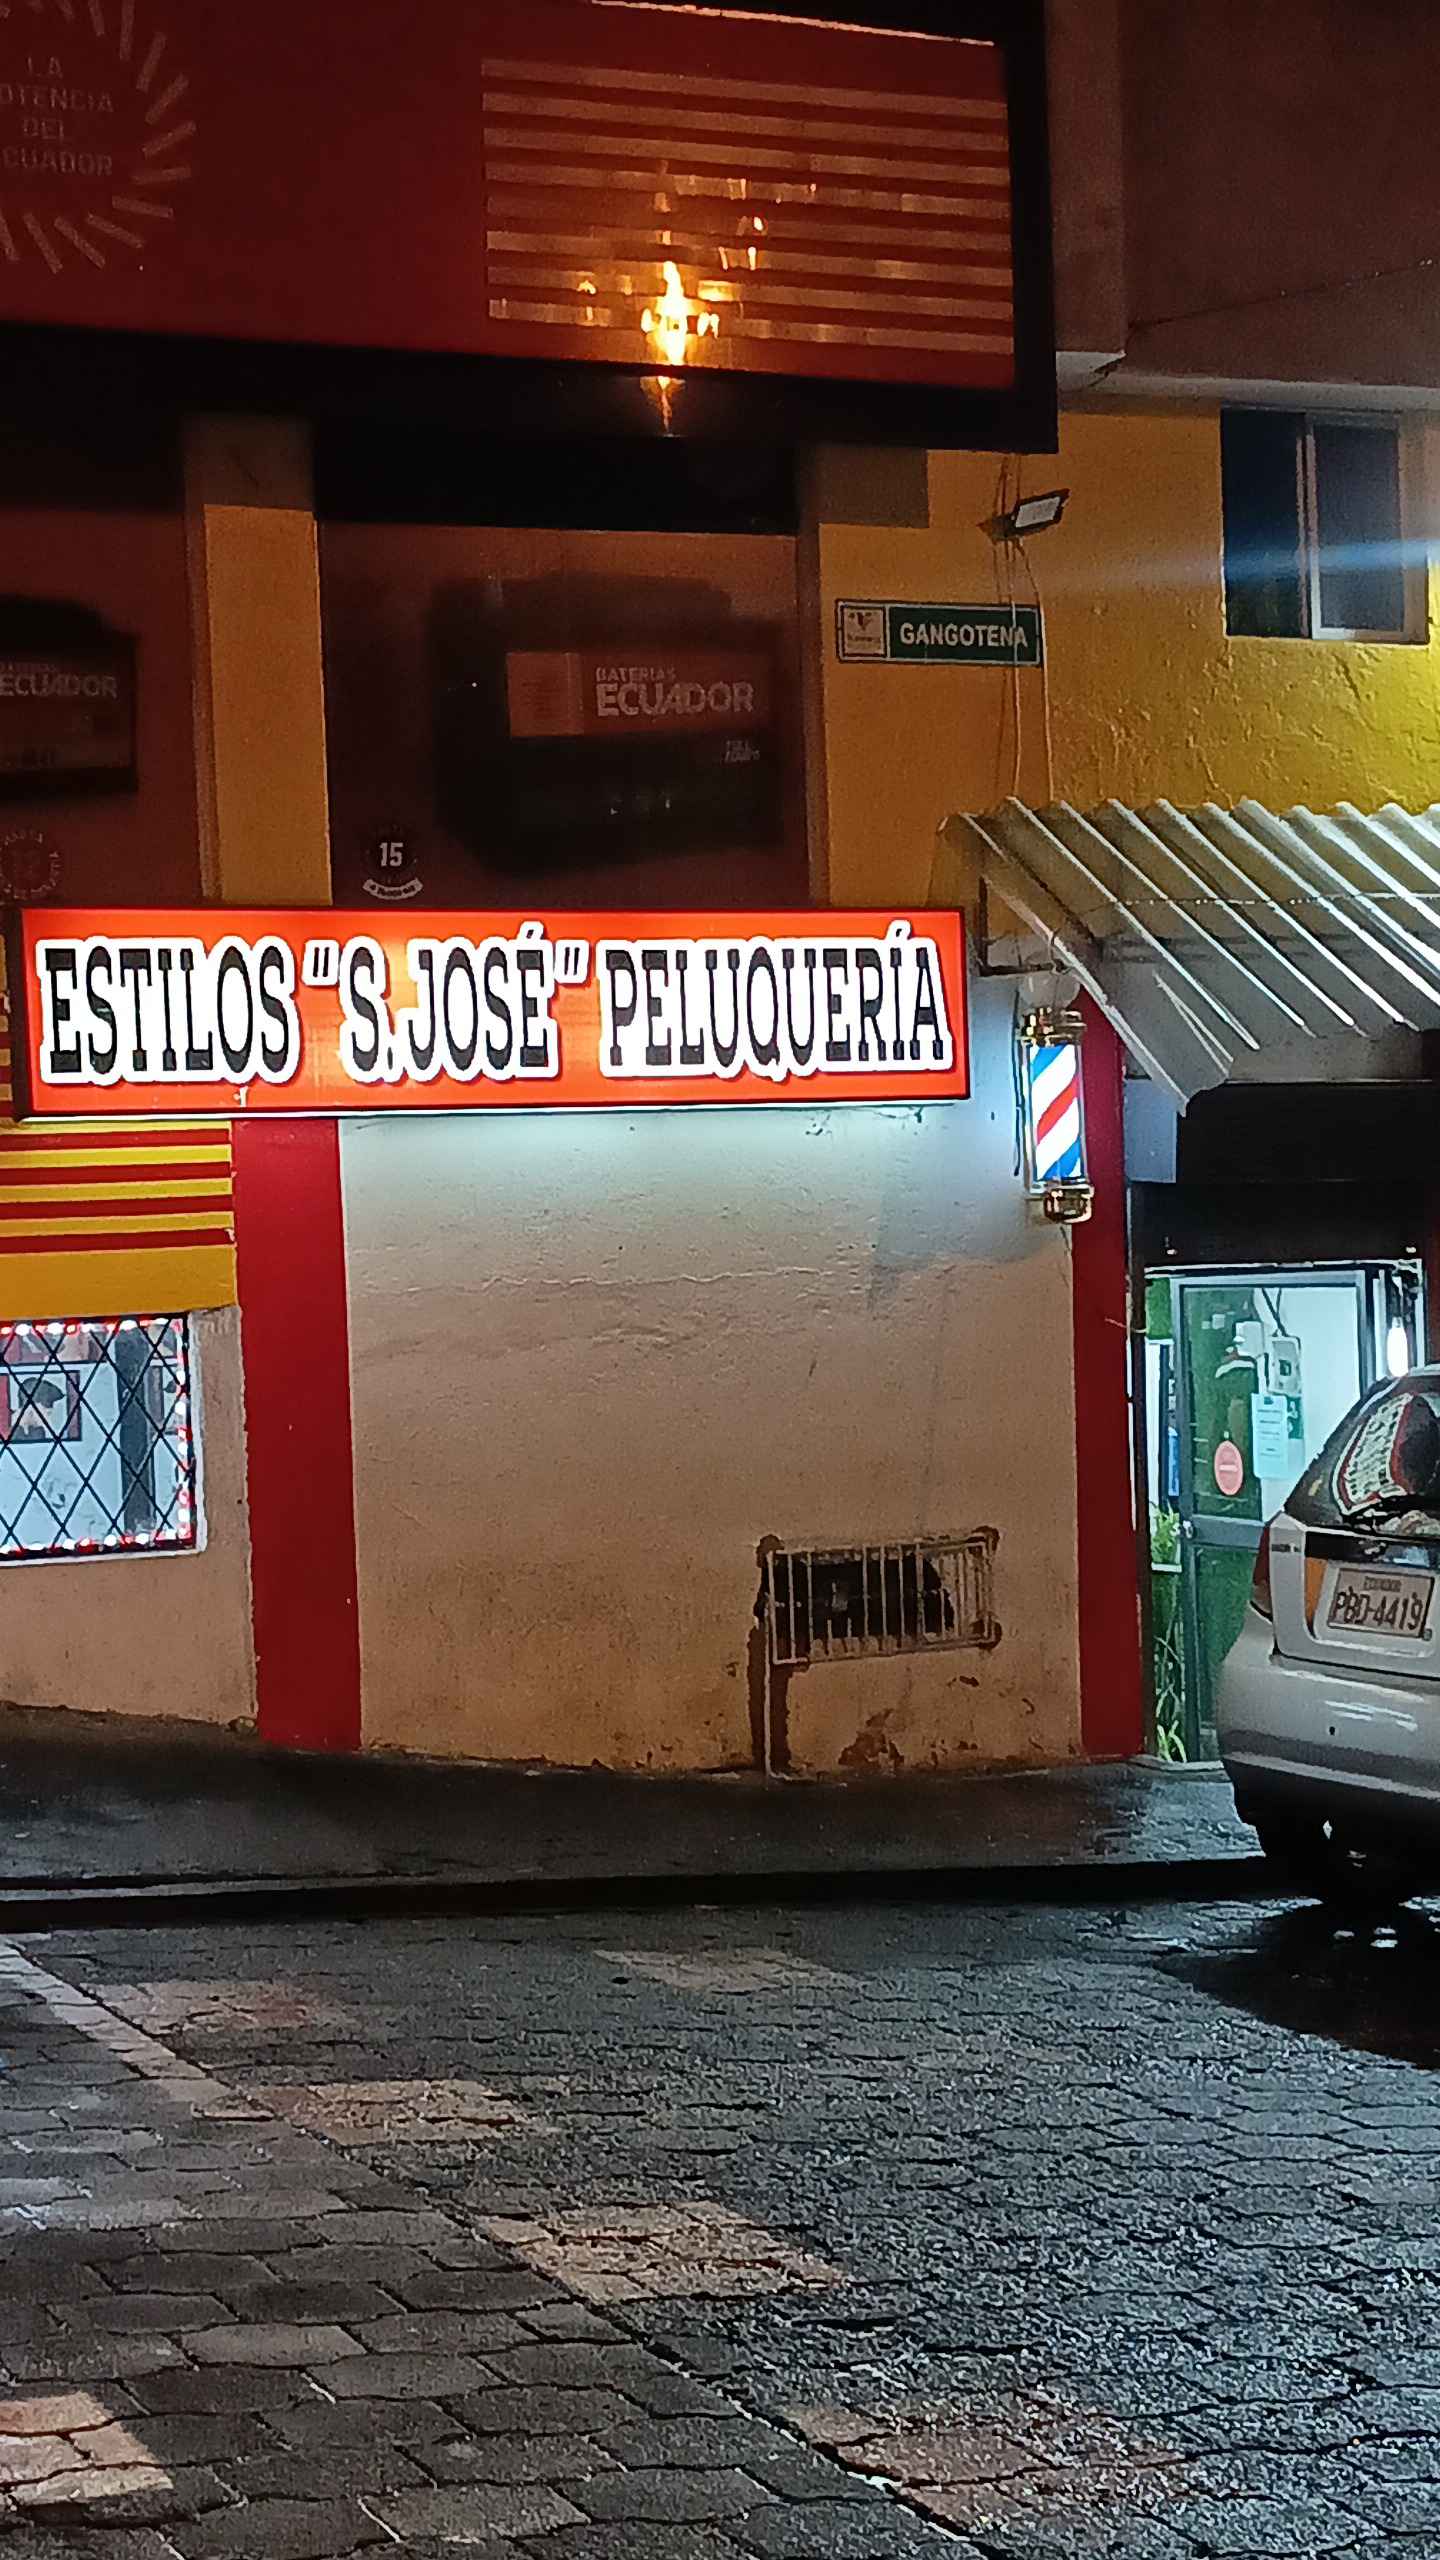 LA
POTENCIA
DEL
ECUADOR
GANGOTENA
BATERIAS
ECUADOR
ECUADOR
15
ESTILOS "S.JOSÉ" PELUQUERÍA
ECUADOR
PBD-4419